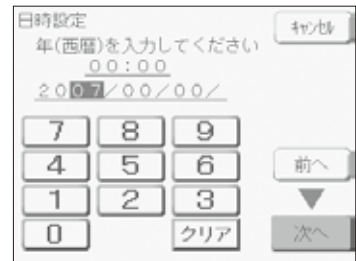 日時設定
キャンセル
年(西暦)を入力してください
00:00
2007/00/00/
7 8 9
4 5 6
前へ
1 2 3
0 クリア
次へ